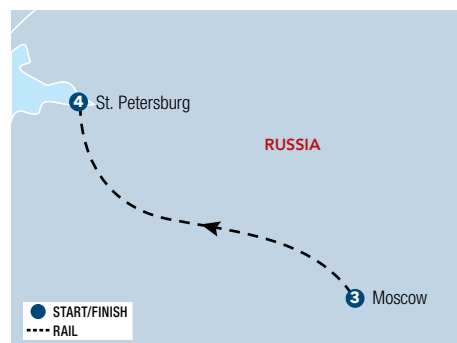 4 St. Petersburg
RUSSIA
3 Moscow
START/FINISH
RAIL